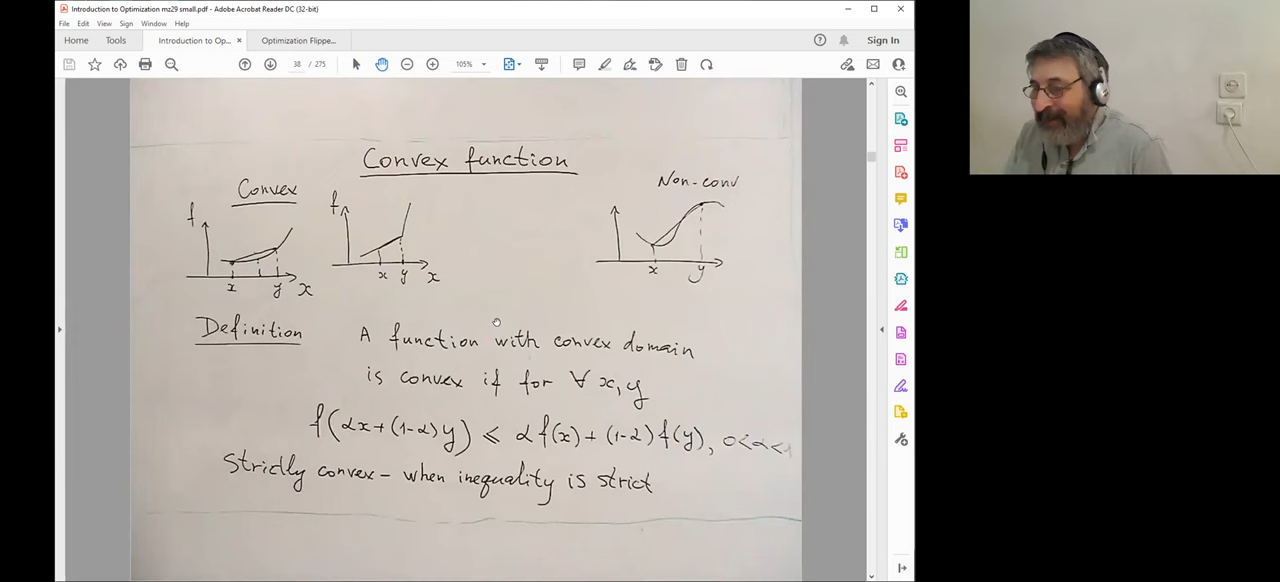 Introduction to Optimization mz29 small.pdf - Adobe Acrobat Reader DC (32-bit)
File Edit View Sign Window Help
Home Tools Introduction to Op... × Optimization Flippe... Sign In
38 / 275 105%
Convex function
Convex
Non-conv
f
f
x y x
x y x
x y
Definition A function with convex domain
is convex if for ∀ x, y
f(αx+(1-α)y) ⩽ αf(x)+(1-α)f(y), 0<α<1
Strictly convex – when inequality is strict